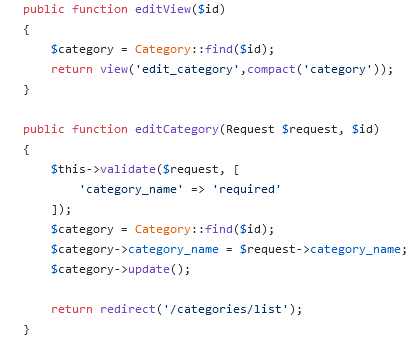 public function editView($id)
{
    $category = Category::find($id);
    return view('edit_category',compact('category'));
}

public function editCategory(Request $request, $id)
{
    $this->validate($request, [
        'category_name' => 'required'
    ]);
    $category = Category::find($id);
    $category->category_name = $request->category_name;
    $category->update();

    return redirect('/categories/list');
}